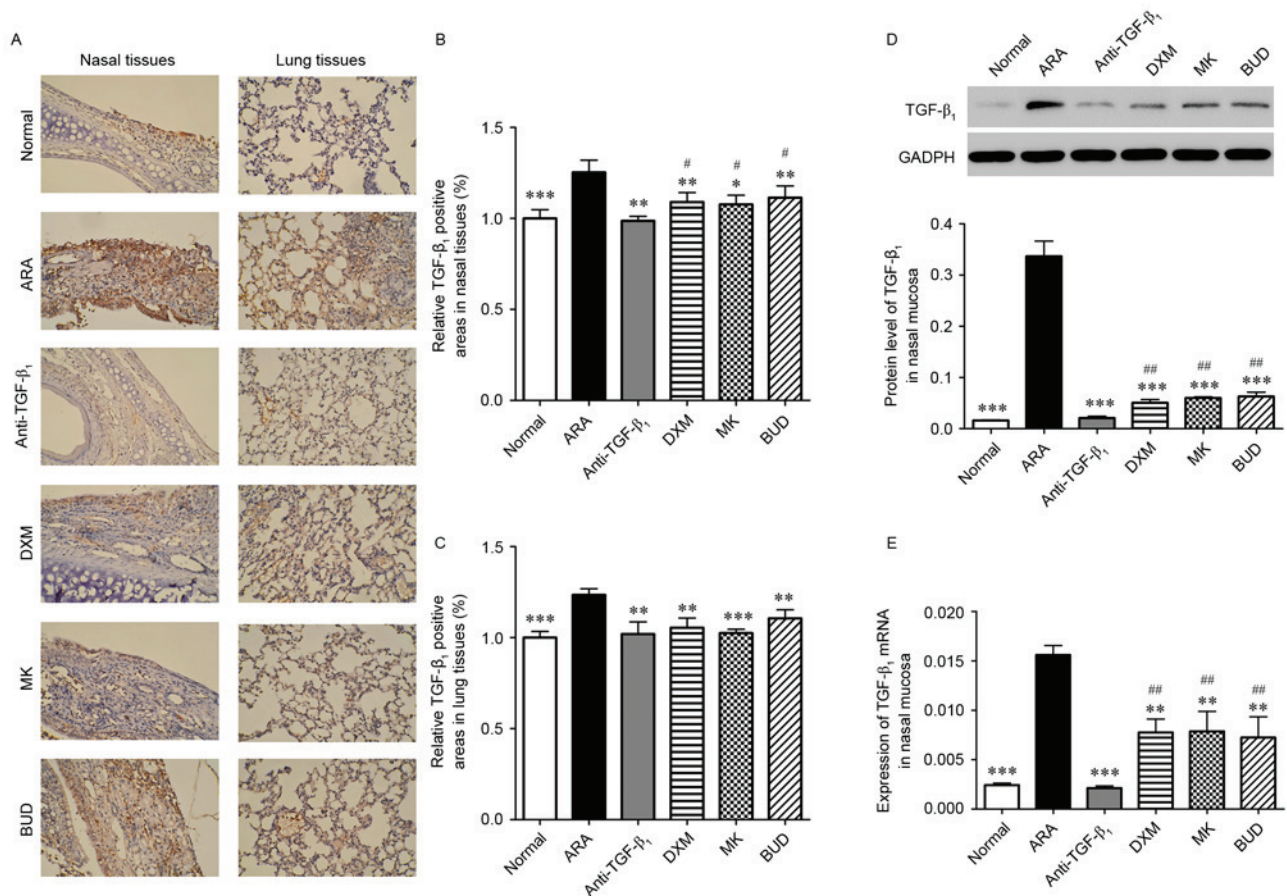 A
Nasal tissues
Lung tissues
Normal
ARA
Anti-TGF-β₁
DXM
MK
BUD
B
Relative TGF-β₁ positive
areas in nasal tissues (%)
1.5
1.0
0.5
0.0
***
**
# **
# *
# **
Normal
ARA
Anti-TGF-β₁
DXM
MK
BUD
C
Relative TGF-β₁ positive
areas in lung tissues (%)
1.5
1.0
0.5
0.0
***
**
**
***
**
Normal
ARA
Anti-TGF-β₁
DXM
MK
BUD
D
Normal
ARA
Anti-TGF-β₁
DXM
MK
BUD
TGF-β₁
GADPH
Protein level of TGF-β₁
in nasal mucosa
0.4
0.3
0.2
0.1
0.0
***
***
## ***
## ***
## ***
Normal
ARA
Anti-TGF-β₁
DXM
MK
BUD
E
Expression of TGF-β₁ mRNA
in nasal mucosa
0.020
0.015
0.010
0.005
0.000
***
***
## **
## **
## **
Normal
ARA
Anti-TGF-β₁
DXM
MK
BUD